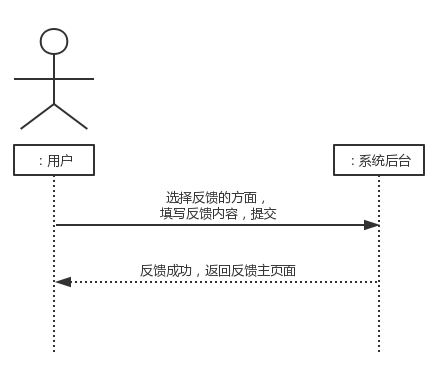 ：用户
：系统后台
选择反馈的方面，
填写反馈内容，提交
反馈成功，返回反馈主页面